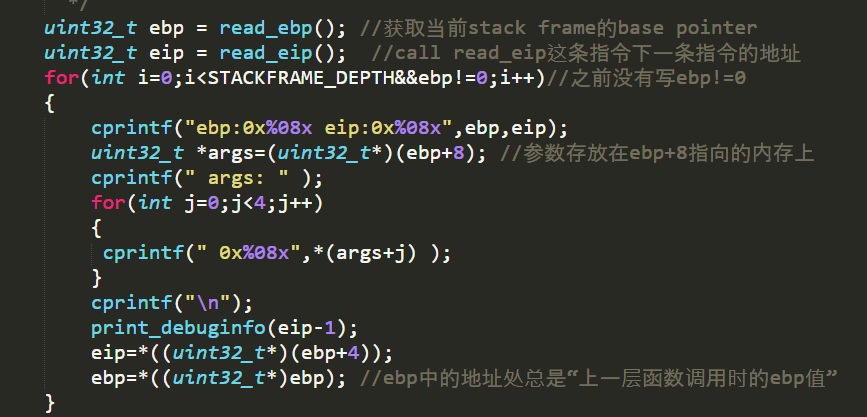 */
uint32_t ebp = read_ebp(); //获取当前stack frame的base pointer
uint32_t eip = read_eip();  //call read_eip这条指令下一条指令的地址
for(int i=0;i<STACKFRAME_DEPTH&&ebp!=0;i++)//之前没有写ebp!=0
{
    cprintf("ebp:0x%08x eip:0x%08x",ebp,eip);
    uint32_t *args=(uint32_t*)(ebp+8); //参数存放在ebp+8指向的内存上
    cprintf(" args: " );
    for(int j=0;j<4;j++)
    {
     cprintf(" 0x%08x",*(args+j) );
    }
    cprintf("\n");
    print_debuginfo(eip-1);
    eip=*((uint32_t*)(ebp+4));
    ebp=*((uint32_t*)ebp); //ebp中的地址处总是“上一层函数调用时的ebp值”
}